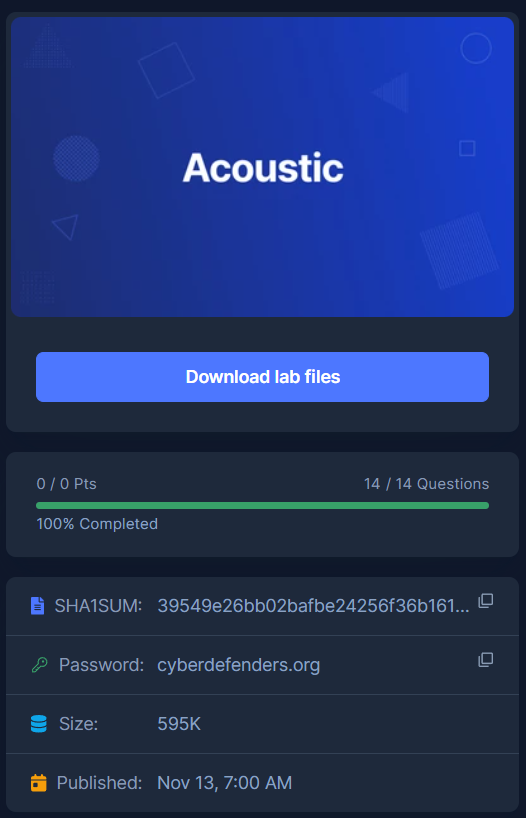 Acoustic
Download lab files
0 / 0 Pts 14 / 14 Questions
100% Completed
SHA1SUM: 39549e26bb02bafbe24256f36b161...
Password: cyberdefenders.org
Size: 595K
Published: Nov 13, 7:00 AM